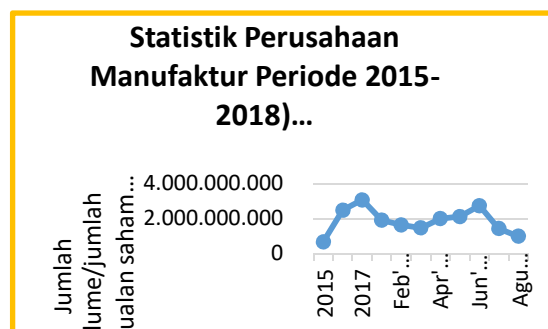 Statistik Perusahaan
Manufaktur Periode 2015-
2018)...
Jumlah
lume/jumlah
ualan saham...
4.000.000.000
2.000.000.000
0
2015
2017
Feb'...
Apr'...
Jun'...
Agu...